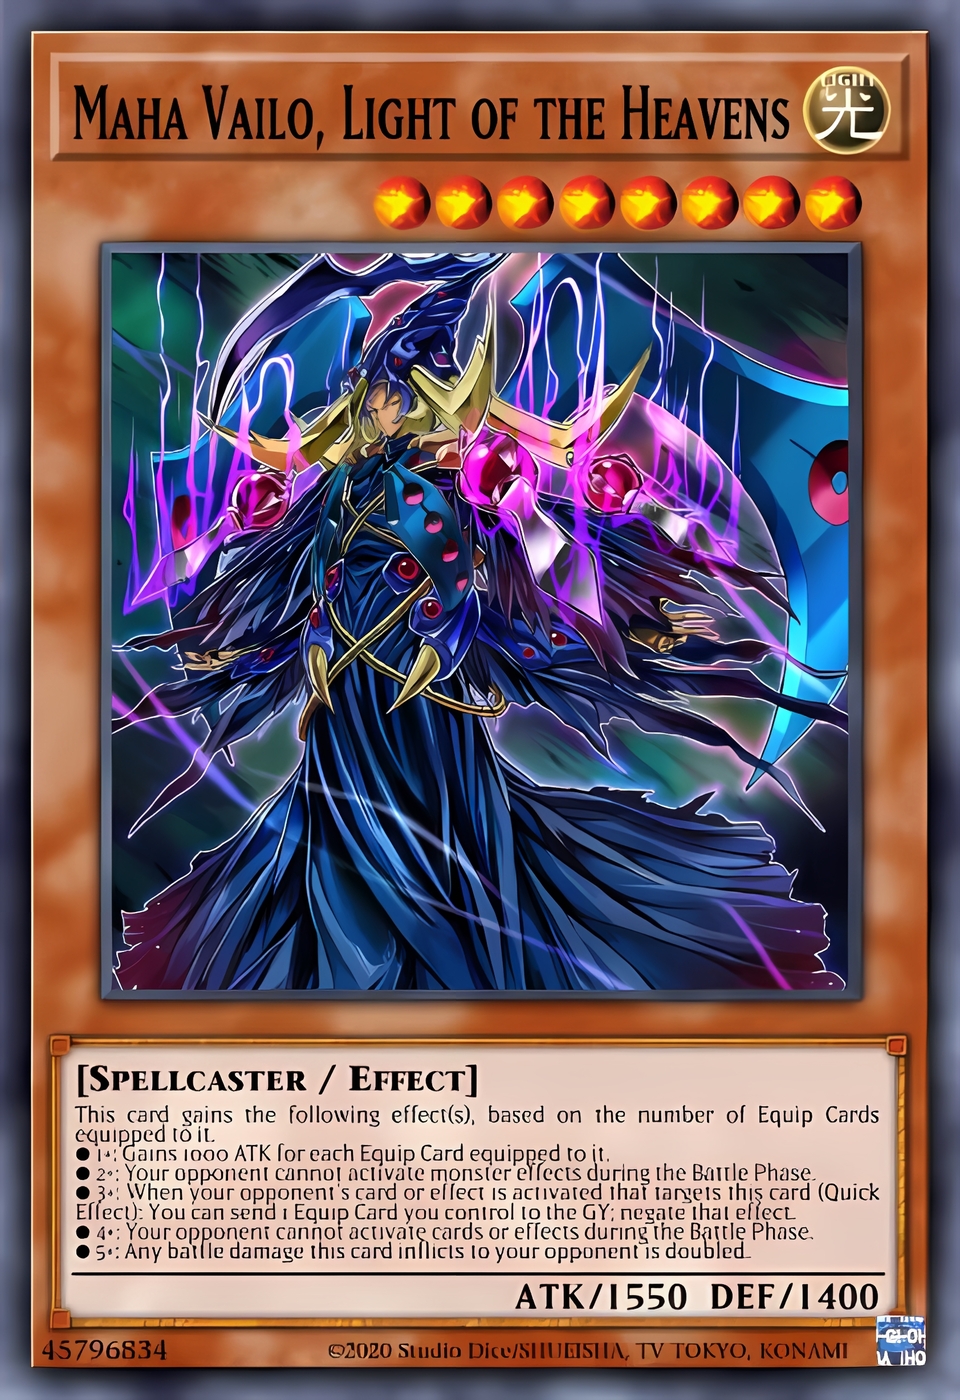 Maha Vailo, Light of the Heavens
光
[Spellcaster / Effect]
This card gains the following effect(s), based on the number of Equip Cards
equipped to it.
● 1+: Gains 1000 ATK for each Equip Card equipped to it.
● 2+: Your opponent cannot activate monster effects during the Battle Phase.
● 3+: When your opponent's card or effect is activated that targets this card (Quick
Effect): You can send 1 Equip Card you control to the GY; negate that effect.
● 4+: Your opponent cannot activate cards or effects during the Battle Phase.
● 5+: Any battle damage this card inflicts to your opponent is doubled.
ATK/1550 DEF/1400
45796834 ©2020 Studio Dice/SHUEISHA, TV TOKYO, KONAMI